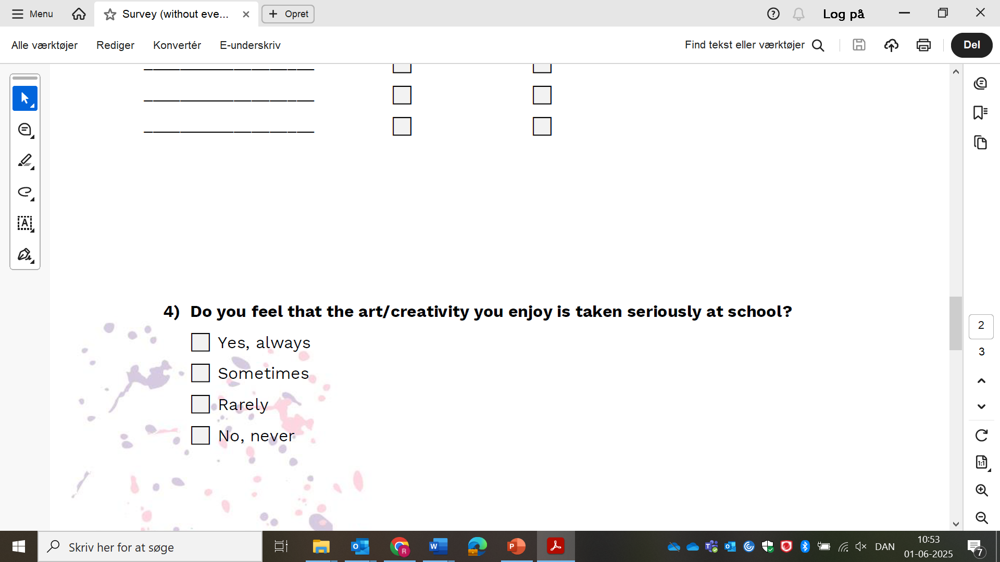 Menu
Survey (without eve...
Opret
Log på
Alle værktøjer
Rediger
Konvertér
E-underskriv
Find tekst eller værktøjer
Del
4) Do you feel that the art/creativity you enjoy is taken seriously at school?
Yes, always
Sometimes
Rarely
No, never
2
3
1:1
Skriv her for at søge
DAN
10:53
01-06-2025
7